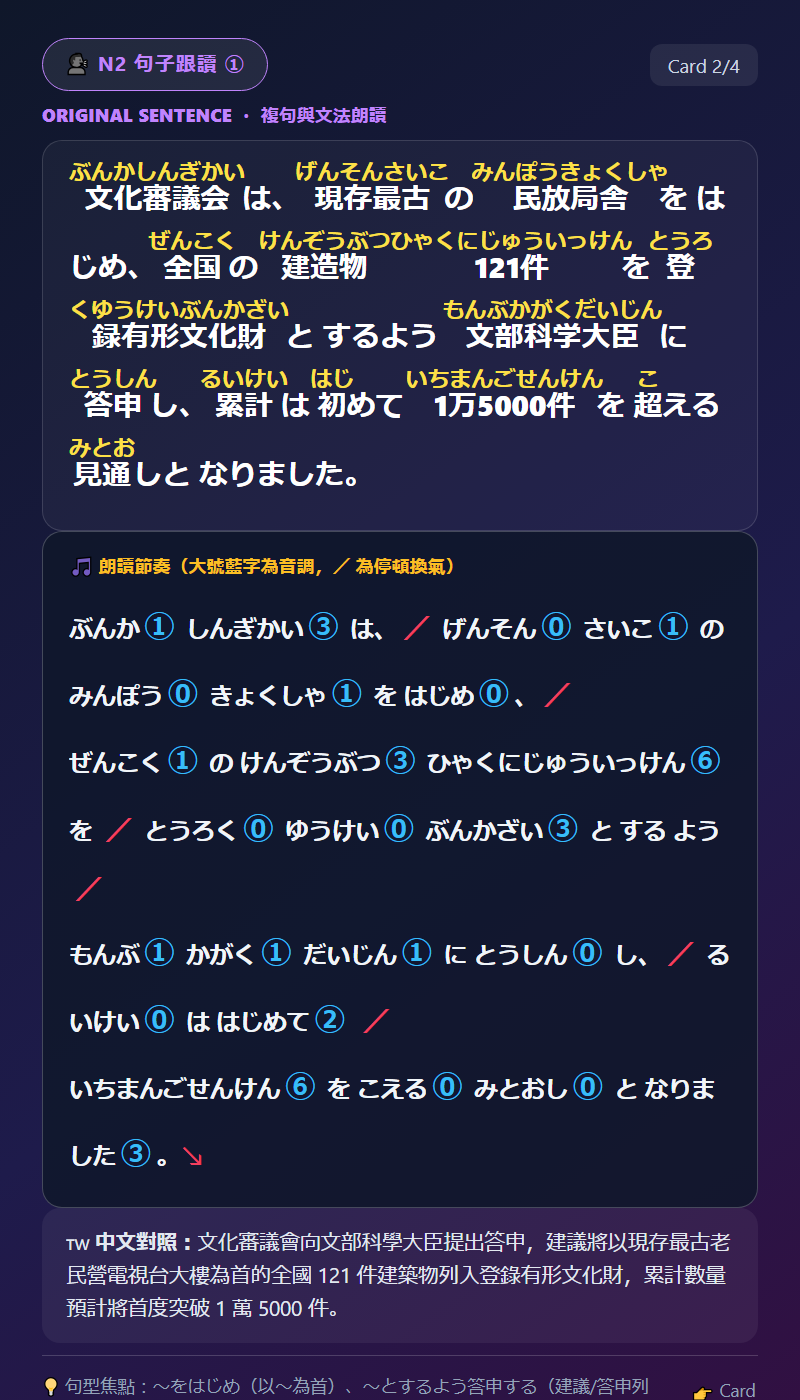 N2 句子跟讀 ①
Card 2/4
ORIGINAL SENTENCE · 複句與文法朗讀
ぶんかしんぎかい げんそんさいこ みんぽうきょくしゃ
文化審議会 は、 現存最古 の 民放局舎 を は
ぜんこく けんぞうぶつひゃくにじゅういっけん とうろ
じめ、 全国 の 建造物 121件 を 登
くゆうけいぶんかざい もんぶかがくだいじん
録有形文化財 と するよう 文部科学大臣 に
とうしん るいけい はじ いちまんごせんけん こ
答申 し、 累計 は 初めて 1万5000件 を 超える
みとお
見通しと なりました。
朗讀節奏（大號藍字為音調，／ 為停頓換氣）
ぶんか ① しんぎかい ③ は、 ／ げんそん ⓪ さいこ ① の
みんぽう ⓪ きょくしゃ ① を はじめ ⓪ 、 ／
ぜんこく ① の けんぞうぶつ ③ ひゃくにじゅういっけん ⑥
を ／ とうろく ⓪ ゆうけい ⓪ ぶんかざい ③ と する よう
／
もんぶ ① かがく ① だいじん ① に とうしん ⓪ し、 ／ る
いけい ⓪ は はじめて ② ／
いちまんごせんけん ⑥ を こえる ⓪ みとおし ⓪ と なりま
した ③ 。↘
TW 中文對照：文化審議會向文部科學大臣提出答申，建議將以現存最古老
民營電視台大樓為首的全國 121 件建築物列入登錄有形文化財，累計數量
預計將首度突破 1 萬 5000 件。
句型焦點：～をはじめ（以～為首）、～とするよう答申する（建議/答申列
Card